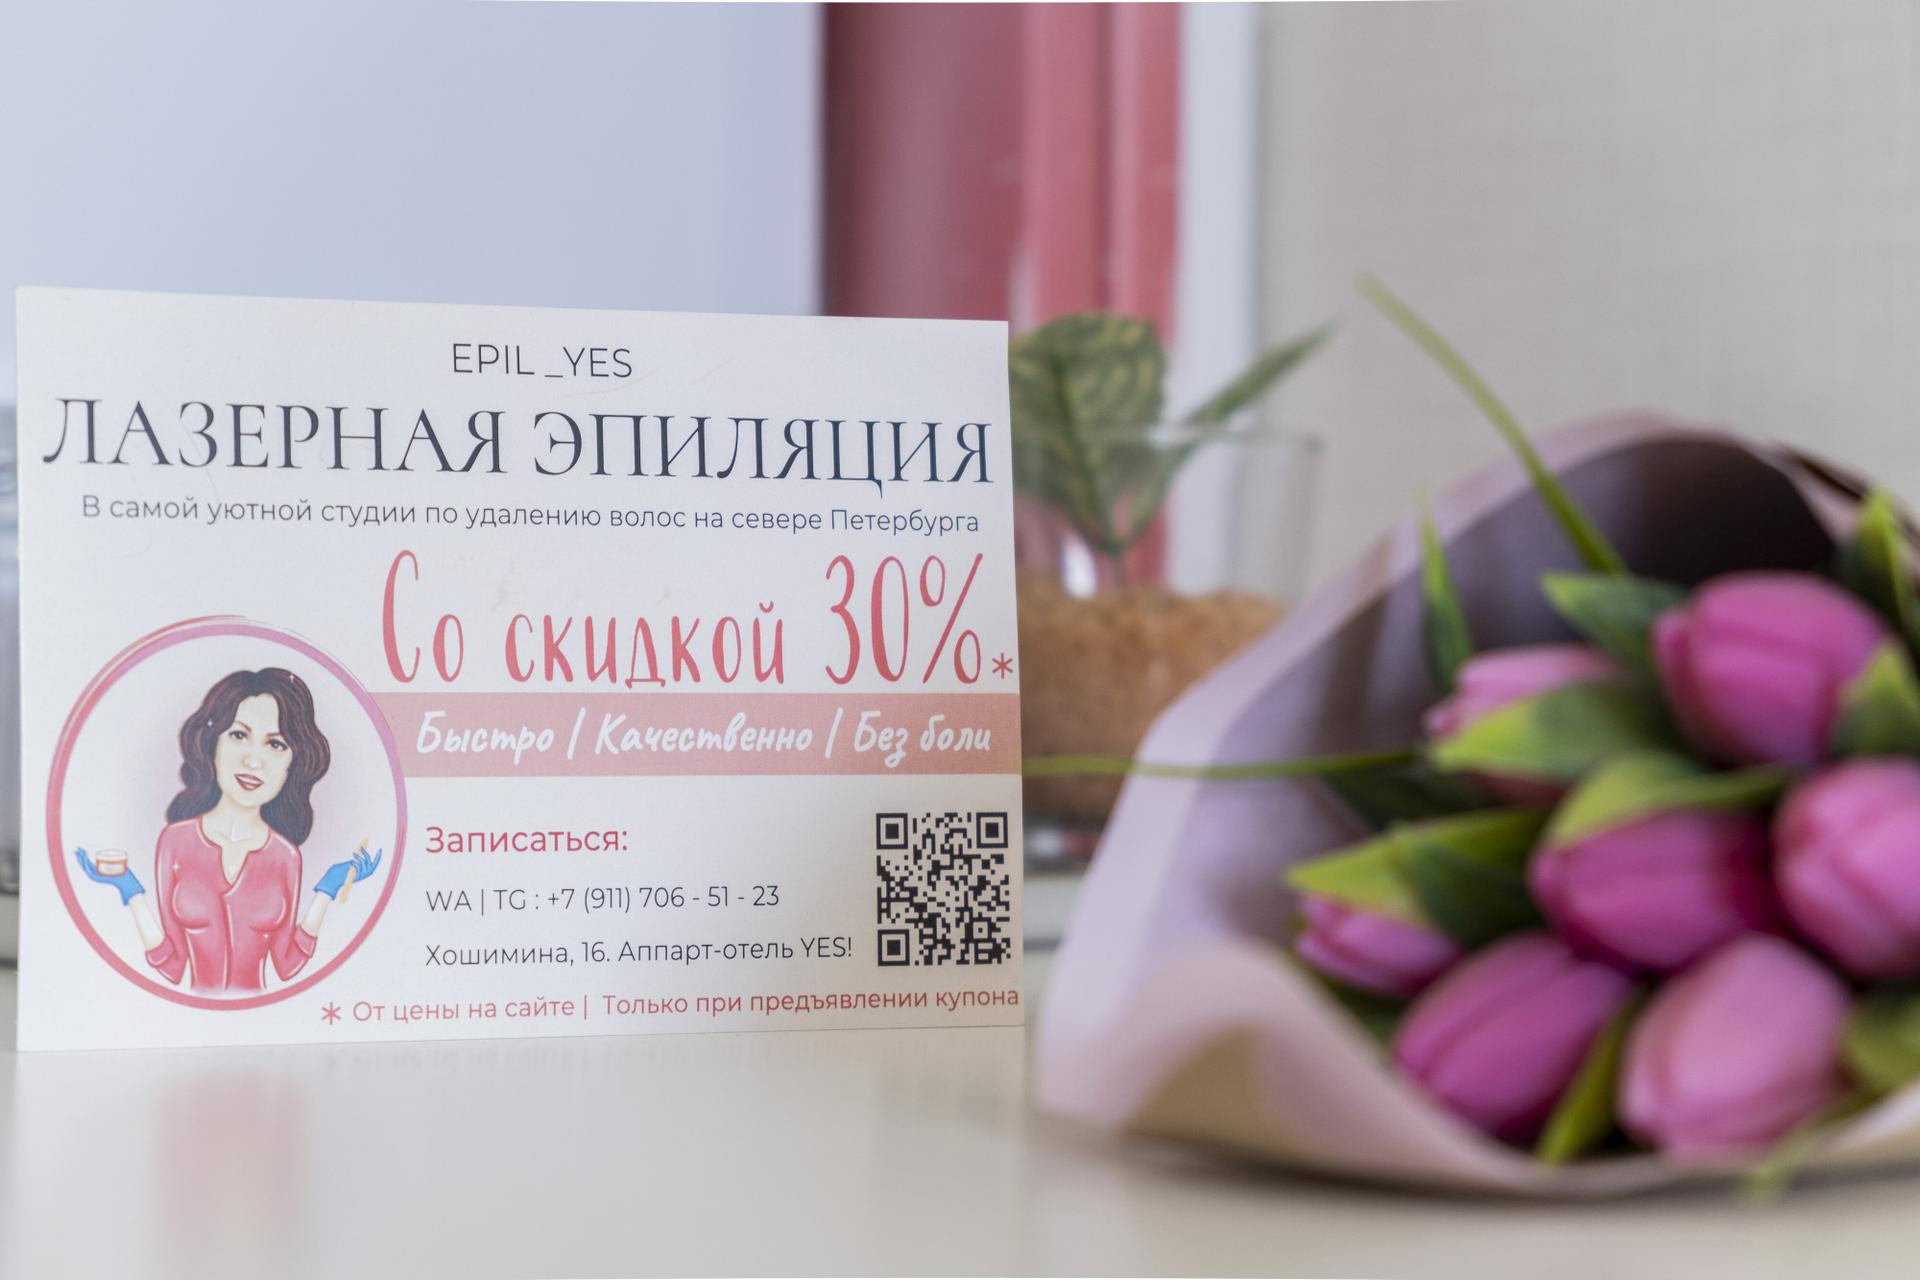 EPIL_YES
ЛАЗЕРНАЯ ЭПИЛЯЦИЯ
В самой уютной студии по удалению волос на севере Петербурга
Со скидкой 30%*
Быстро | Качественно | Без боли
Записаться:
WA | TG : +7 (911) 706 - 51 - 23
Хошимина, 16. Аппарт-отель YES!
* От цены на сайте | Только при предъявлении купона